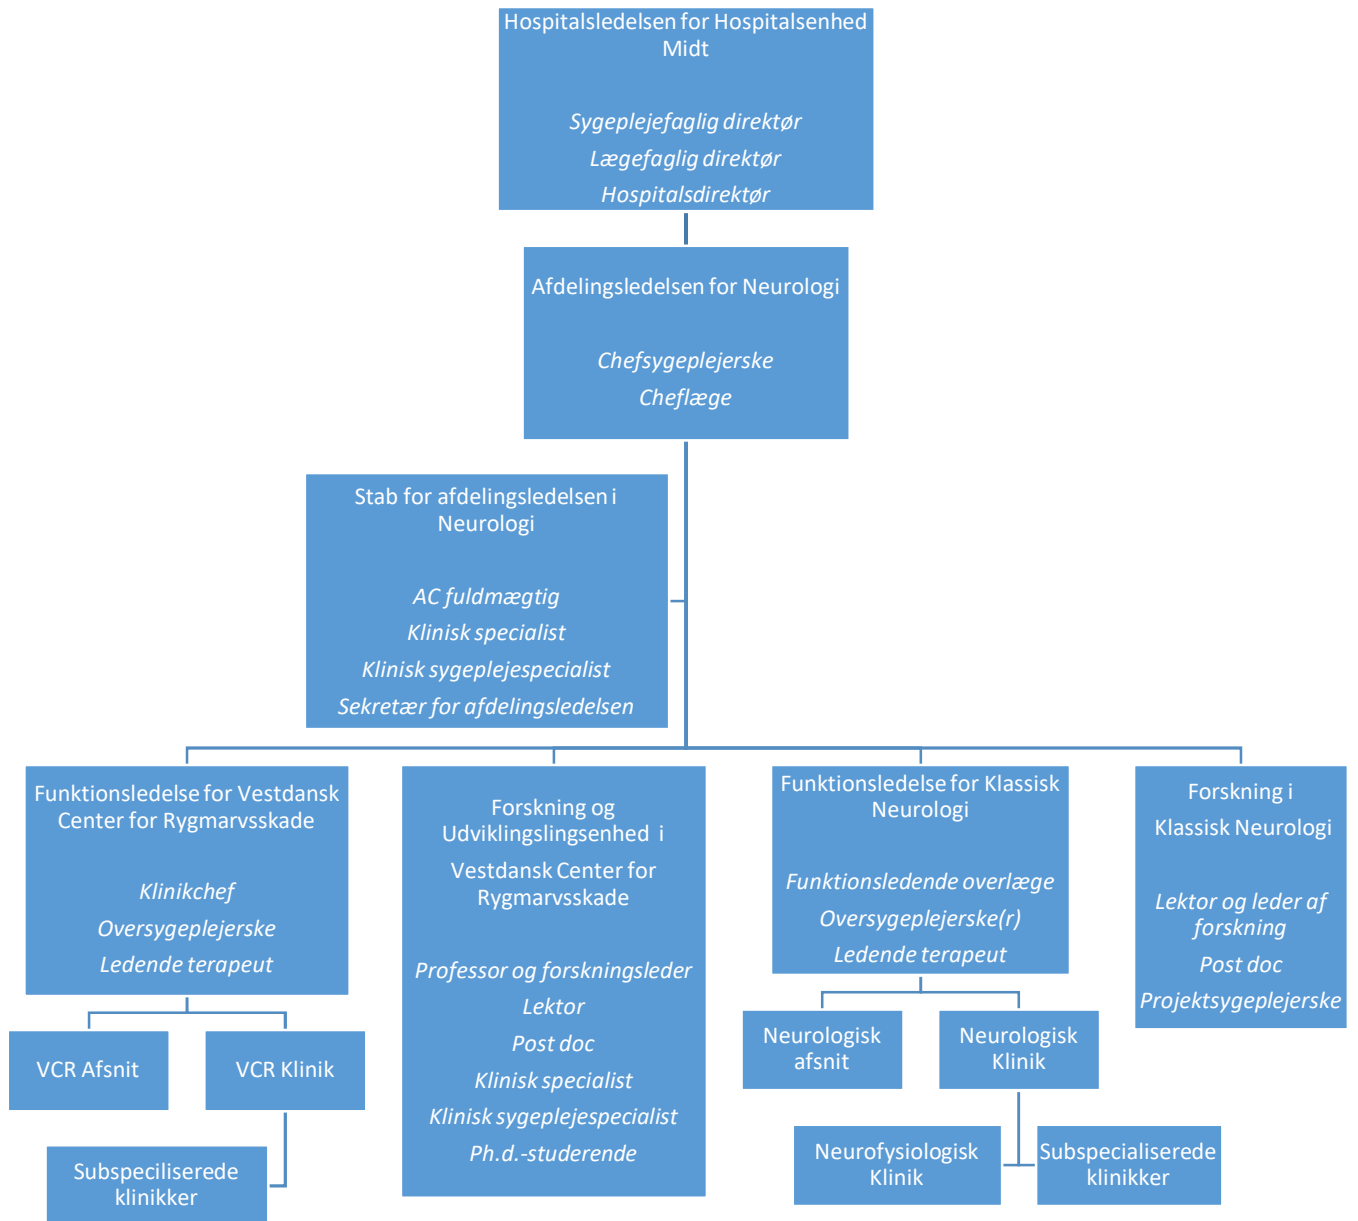 Hospitalsledelsen for Hospitalsenhed
Midt
Sygeplejefaglig direktør
Lægefaglig direktør
Hospitalsdirektør
Afdelingsledelsen for Neurologi
Chefsygeplejerske
Cheflæge
Stab for afdelingsledelsen i
Neurologi
AC fuldmægtig
Klinisk specialist
Klinisk sygeplejespecialist
Sekretær for afdelingsledelsen
Funktionsledelse for Vestdansk
Center for Rygmarvsskade
Klinikchef
Oversygeplejerske
Ledende terapeut
VCR Afsnit
VCR Klinik
Subspeciliserede
klinikker
Forskning og
Udviklingslingsenhed i
Vestdansk Center for
Rygmarvsskade
Professor og forskningsleder
Lektor
Post doc
Klinisk specialist
Klinisk sygeplejespecialist
Ph.d.-studerende
Funktionsledelse for Klassisk
Neurologi
Funktionsledende overlæge
Oversygeplejerske(r)
Ledende terapeut
Neurologisk
afsnit
Neurologisk
Klinik
Neurofysiologisk
Klinik
Subspecialiserede
klinikker
Forskning i
Klassisk Neurologi
Lektor og leder af
forskning
Post doc
Projektsygeplejerske